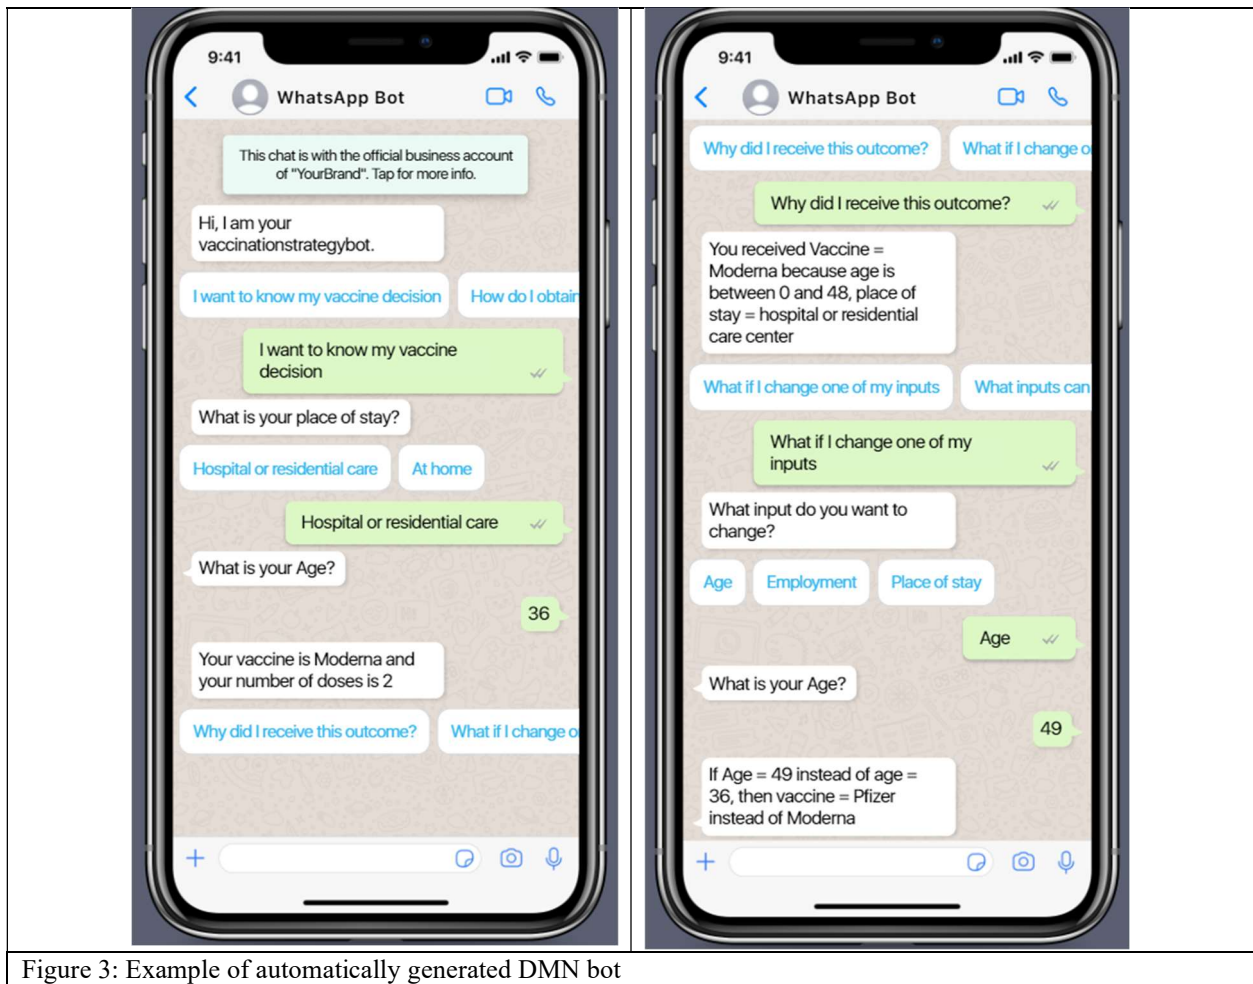 9:41
WhatsApp Bot
This chat is with the official business account
of "YourBrand". Tap for more info.
Hi, I am your
vaccinationstrategybot.
I want to know my vaccine decision
How do I obtain
I want to know my vaccine
decision
What is your place of stay?
Hospital or residential care
At home
Hospital or residential care
What is your Age?
36
Your vaccine is Moderna and
your number of doses is 2
Why did I receive this outcome?
What if I change o
9:41
WhatsApp Bot
Why did I receive this outcome?
What if I change o
Why did I receive this outcome?
You received Vaccine =
Moderna because age is
between 0 and 48, place of
stay = hospital or residential
care center
What if I change one of my inputs
What inputs can
What if I change one of my
inputs
What input do you want to
change?
Age
Employment
Place of stay
Age
What is your Age?
49
If Age = 49 instead of age =
36, then vaccine = Pfizer
instead of Moderna
Figure 3: Example of automatically generated DMN bot